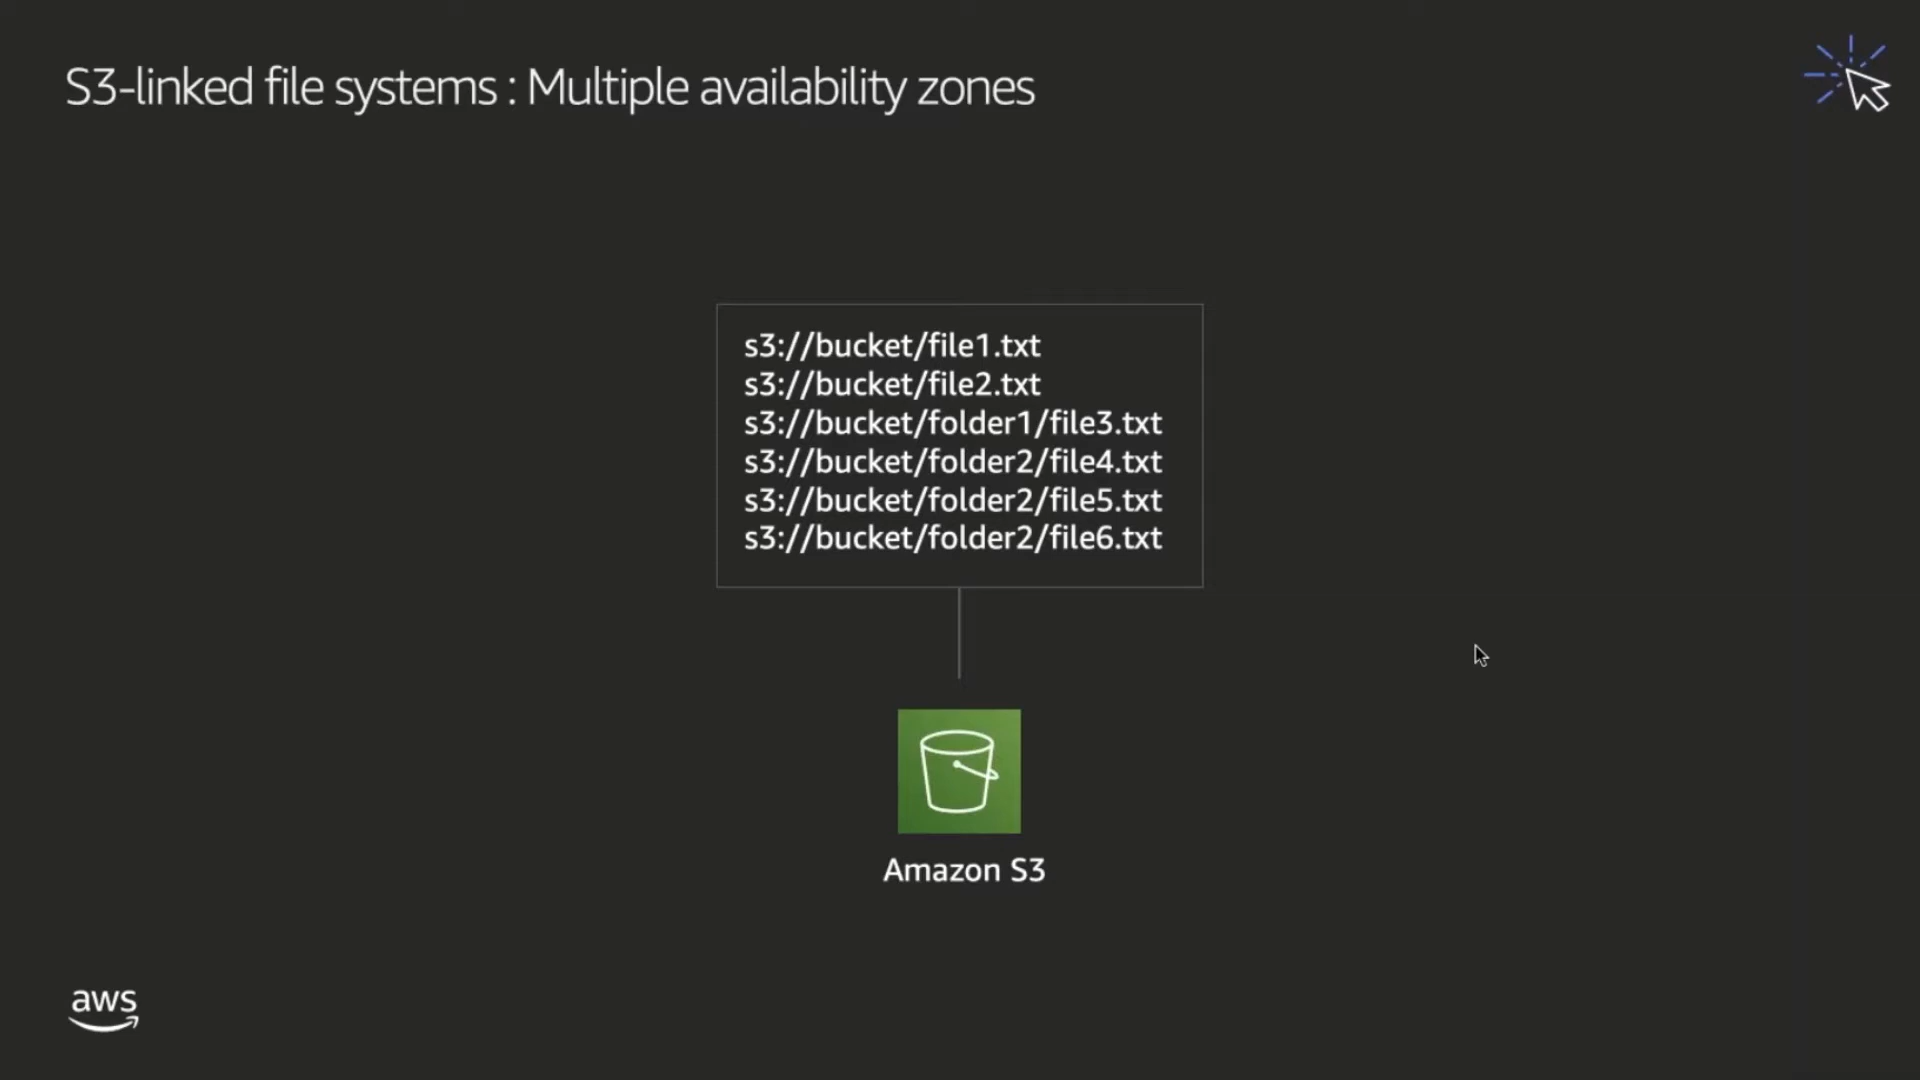 S3-linked file systems : Multiple availability zones
s3://bucket/file1.txt
s3://bucket/file2.txt
s3://bucket/folder1/file3.txt
s3://bucket/folder2/file4.txt
s3://bucket/folder2/file5.txt
s3://bucket/folder2/file6.txt
Amazon S3
aws